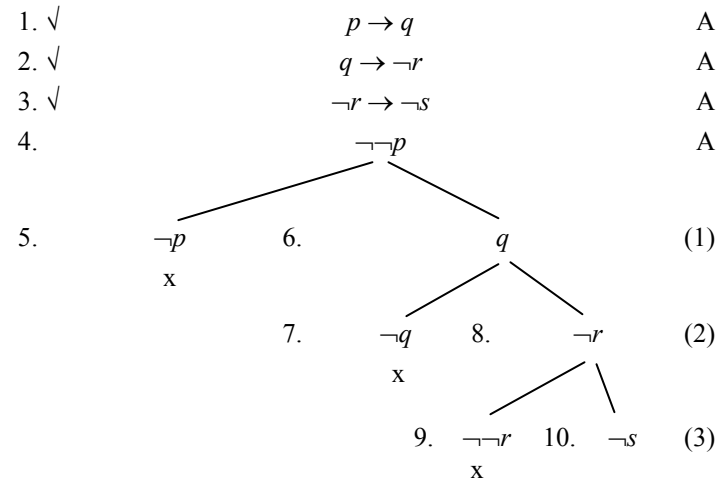 1. √ p → q A
2. √ q → ¬r A
3. √ ¬r → ¬s A
4. ¬¬p A
5. ¬p 6. q (1)
x
7. ¬q 8. ¬r (2)
x
9. ¬¬r 10. ¬s (3)
x